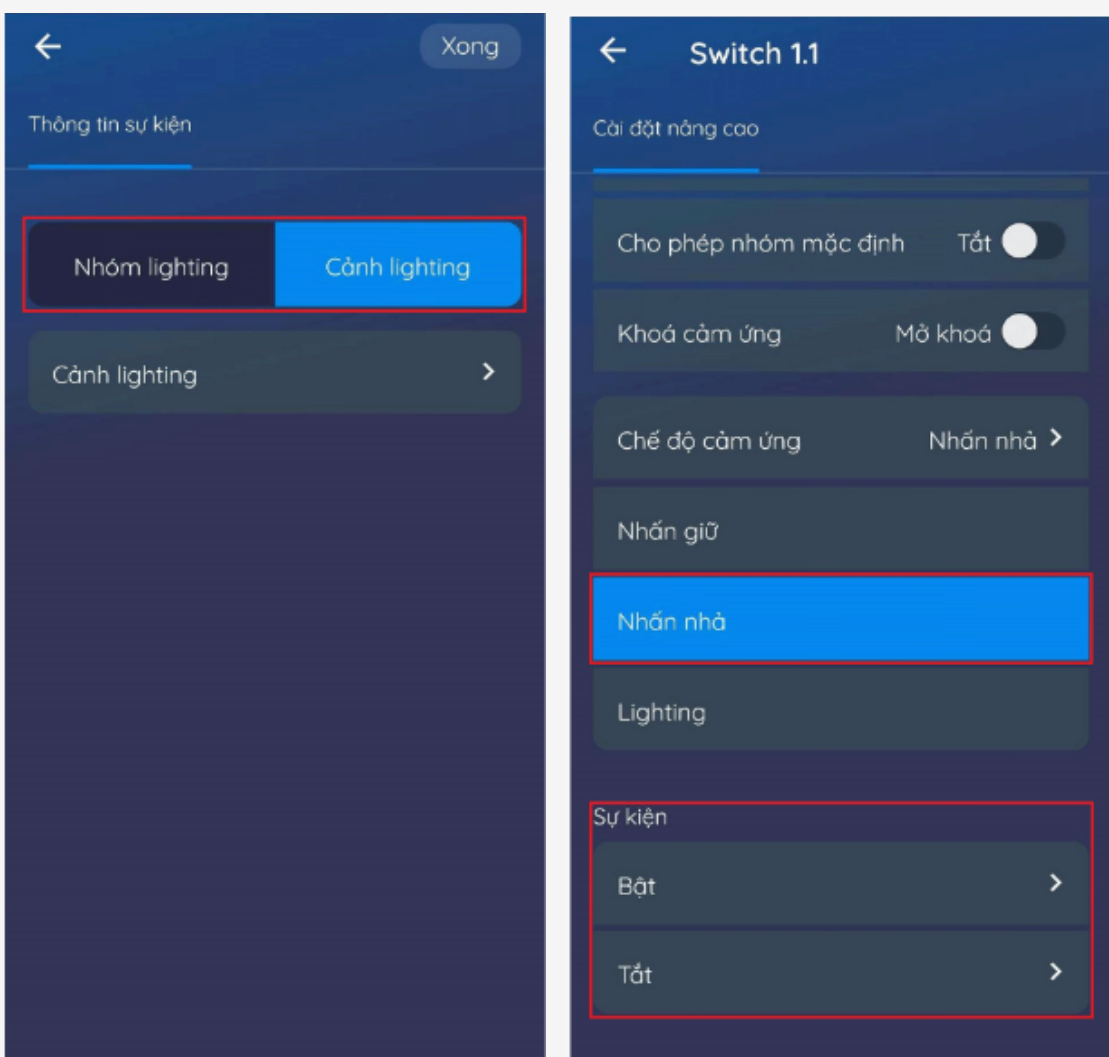 Xong
Thông tin sự kiện
Nhóm lighting
Cảnh lighting
Cảnh lighting
Switch 1.1
Cài đặt nâng cao
Cho phép nhóm mặc định Tắt
Khoá cảm ứng Mở khoá
Chế độ cảm ứng Nhấn nhả
Nhấn giữ
Nhấn nhả
Lighting
Sự kiện
Bật
Tắt